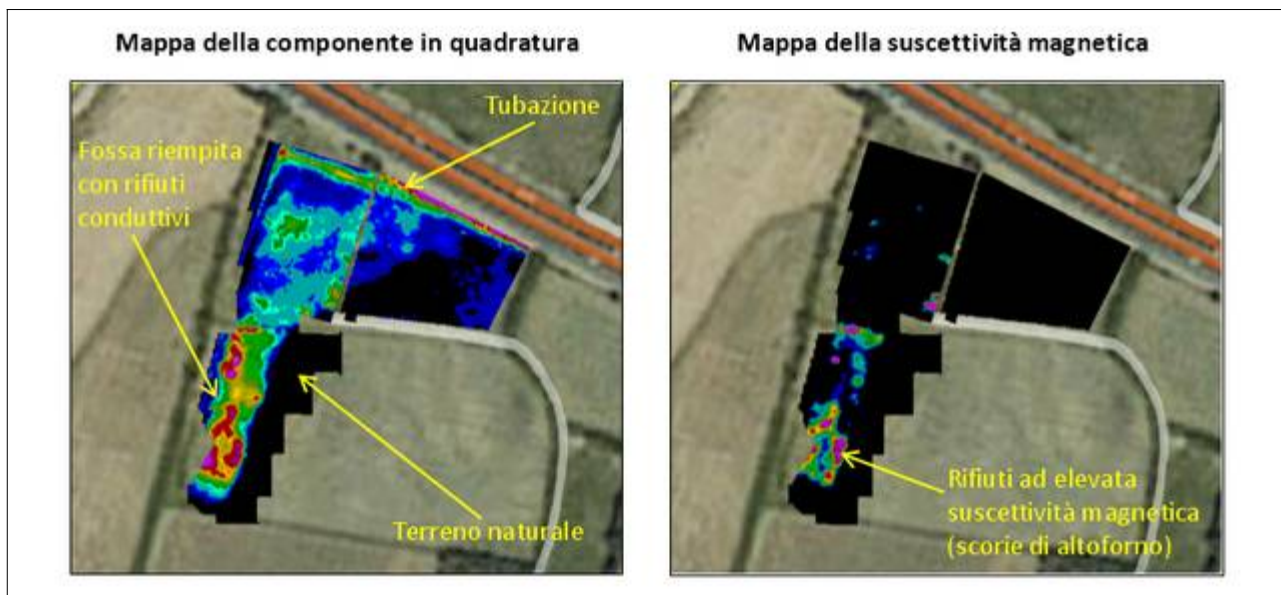 Mappa della componente in quadratura
Mappa della suscettività magnetica
Tubazione
Fossa riempita
con rifiuti
conduttivi
Terreno naturale
Rifiuti ad elevata
suscettività magnetica
(scorie di altoforno)